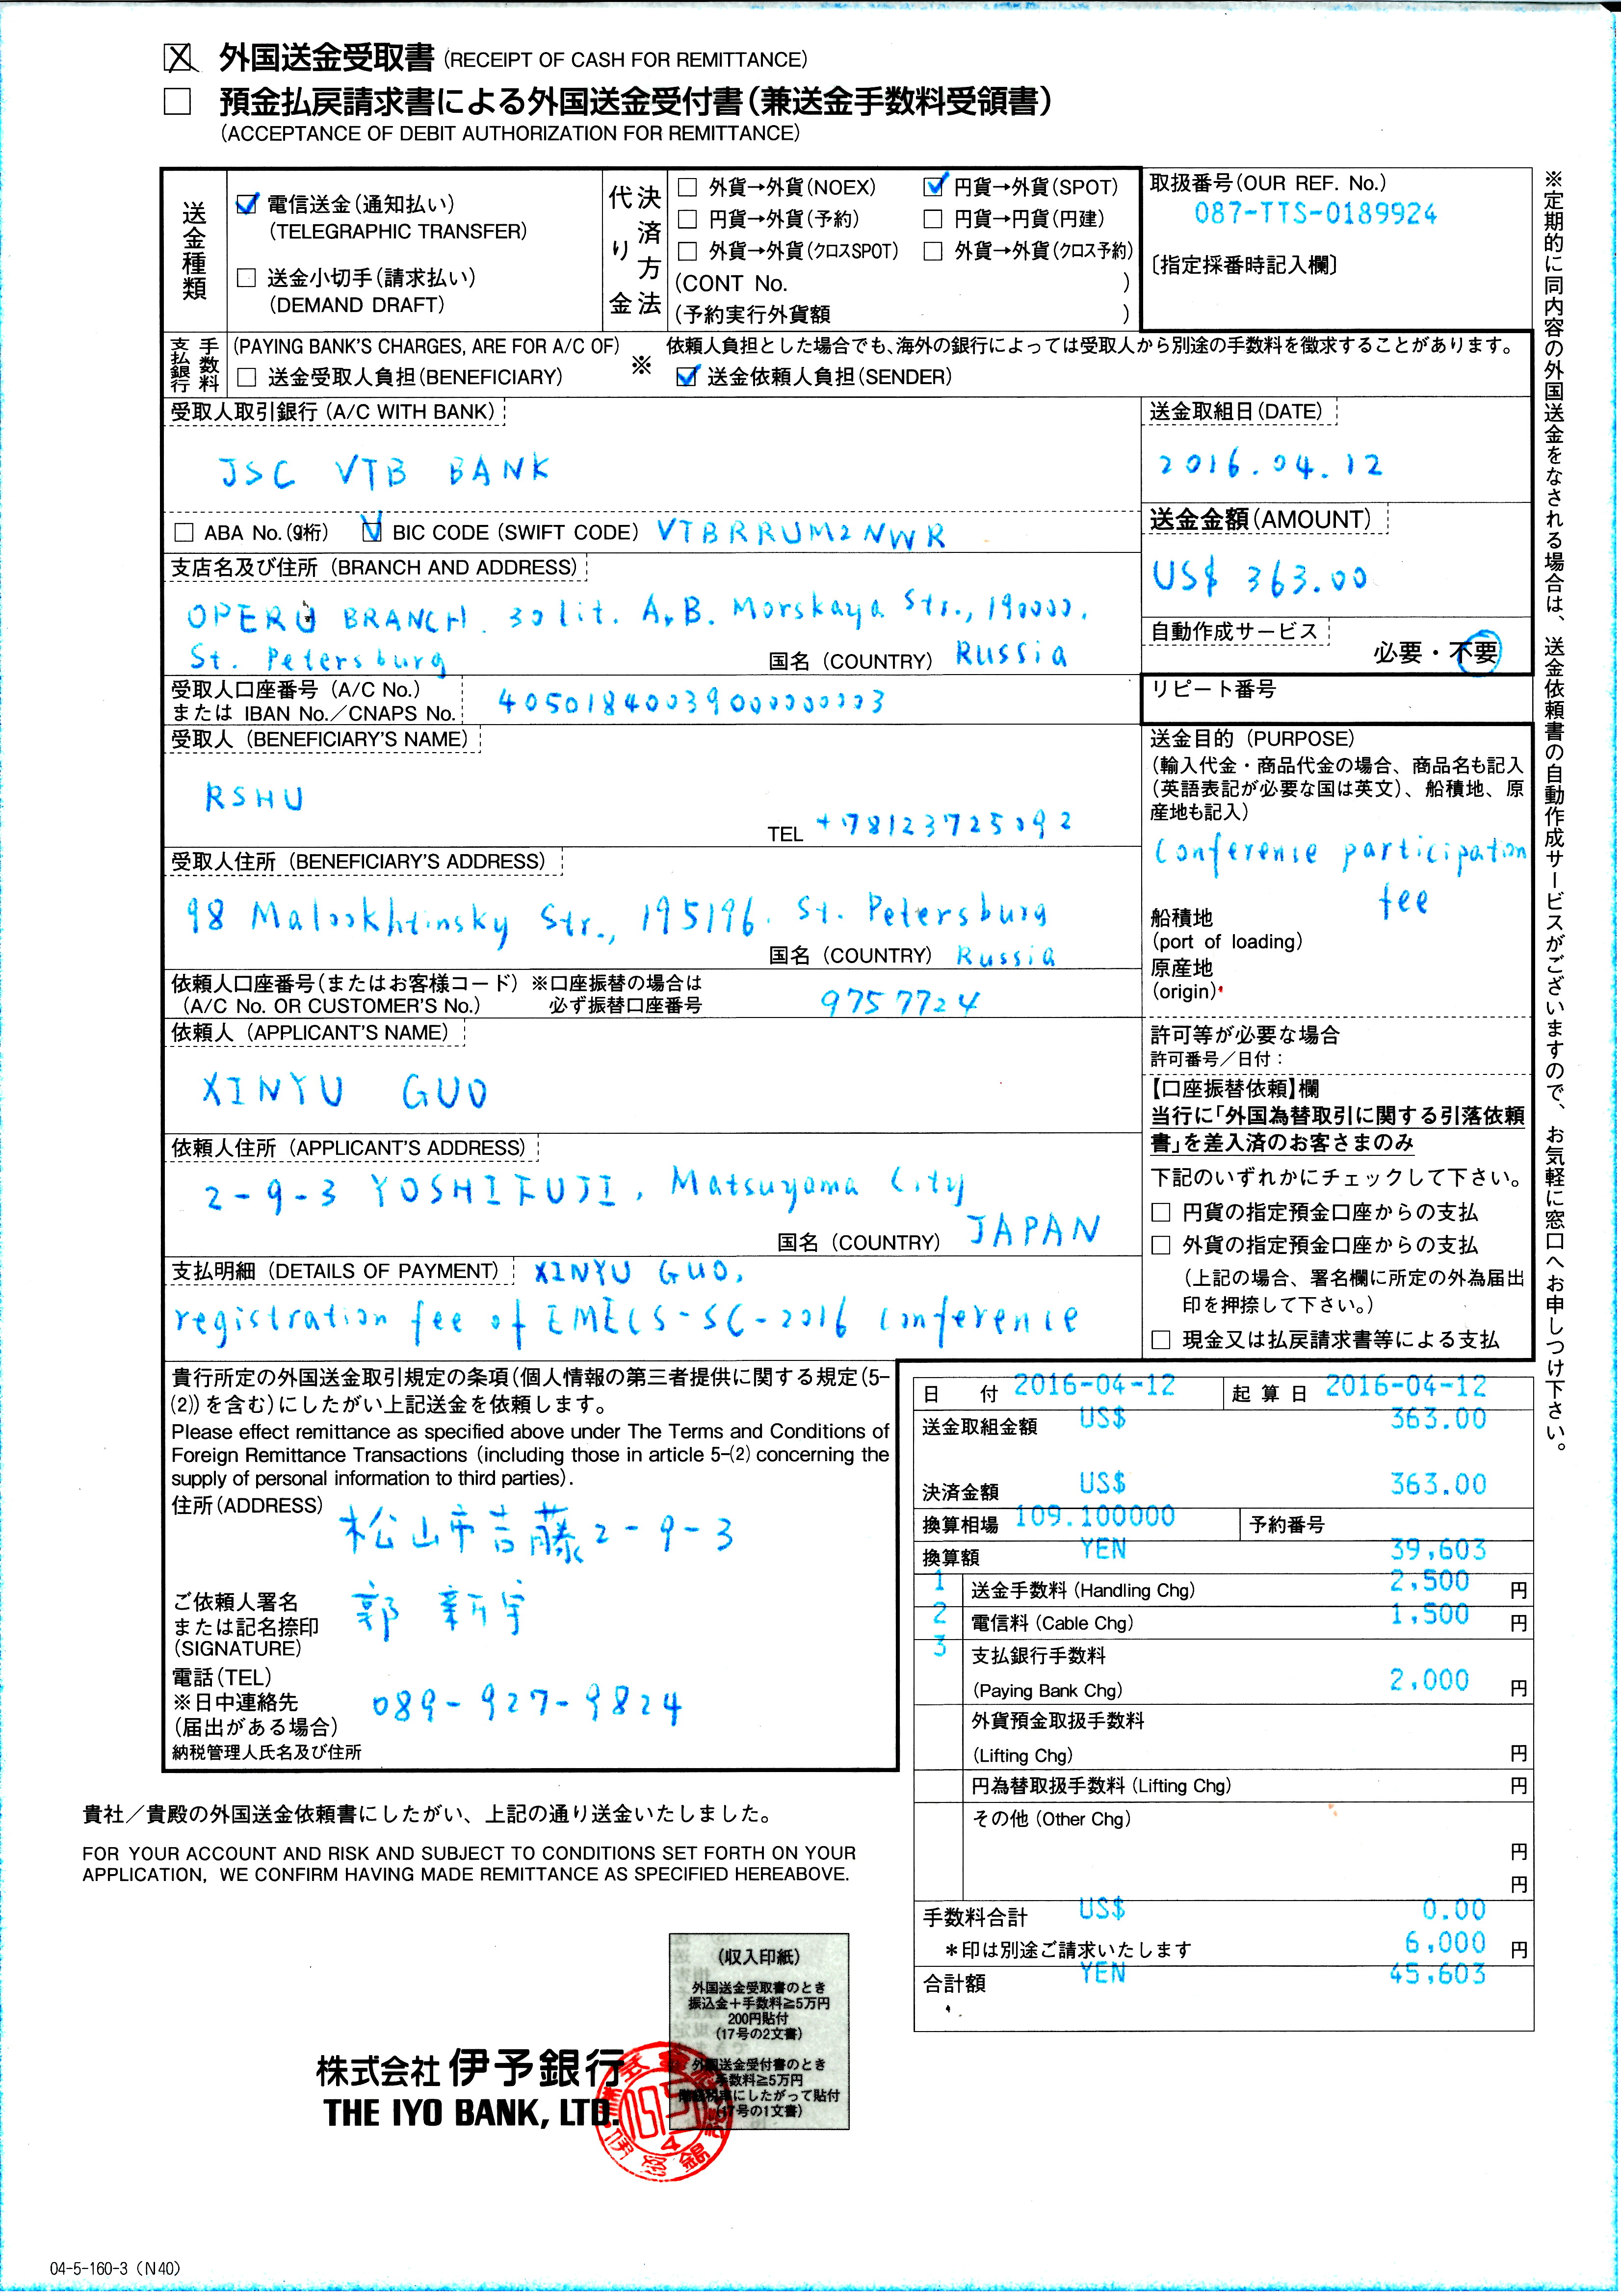 外国送金受取書 (RECEIPT OF CASH FOR REMITTANCE)
預金払戻請求書による外国送金受付書(兼送金手数料受領書)
(ACCEPTANCE OF DEBIT AUTHORIZATION FOR REMITTANCE)
送金種類
電信送金(通知払い)
(TELEGRAPHIC TRANSFER)
送金小切手(請求払い)
(DEMAND DRAFT)
代り金
決済方法
外貨→外貨(NOEX) 円貨→外貨(SPOT)
円貨→外貨(予約) 円貨→円貨(円建)
外貨→外貨(クロスSPOT) 外貨→外貨(クロス予約)
(CONT No. )
(予約実行外貨額 )
取扱番号(OUR REF. No.)
087-TTS-0189924
〔指定採番時記入欄〕
支払銀行手数料
(PAYING BANK'S CHARGES, ARE FOR A/C OF)
※ 依頼人負担とした場合でも、海外の銀行によっては受取人から別途の手数料を徴求することがあります。
送金受取人負担(BENEFICIARY) 送金依頼人負担(SENDER)
受取人取引銀行 (A/C WITH BANK)
JSC VTB BANK
ABA No.(9桁) BIC CODE (SWIFT CODE) VTBRRUM2NWR
送金取組日(DATE)
2016.04.12
送金金額(AMOUNT)
US$ 363.00
支店名及び住所 (BRANCH AND ADDRESS)
OPERU BRANCH. 30 lit. A,B. Morskaya Str., 190000.
St. Petersburg 国名 (COUNTRY) Russia
自動作成サービス
必要・不要
受取人口座番号 (A/C No.)
または IBAN No./CNAPS No. 40501840039000000003
リピート番号
受取人 (BENEFICIARY'S NAME)
RSHU
TEL +78123725092
受取人住所 (BENEFICIARY'S ADDRESS)
98 Malookhtinsky Str., 195196. St. Petersburg
国名 (COUNTRY) Russia
送金目的 (PURPOSE)
(輸入代金・商品代金の場合、商品名も記入
(英語表記が必要な国は英文)、船積地、原
産地も記入)
Conference participation
fee
船積地
(port of loading)
原産地
(origin)
依頼人口座番号(またはお客様コード) ※口座振替の場合は
(A/C No. OR CUSTOMER'S No.) 必ず振替口座番号 9757724
依頼人 (APPLICANT'S NAME)
XINYU GUO
許可等が必要な場合
許可番号/日付:
依頼人住所 (APPLICANT'S ADDRESS)
2-9-3 YOSHIFUJI, Matsuyama City
国名 (COUNTRY) JAPAN
支払明細 (DETAILS OF PAYMENT) XINYU GUO,
registration fee of EMECS-SC-2016 conference
【口座振替依頼】欄
当行に「外国為替取引に関する引落依頼
書」を差入済のお客さまのみ
下記のいずれかにチェックして下さい。
円貨の指定預金口座からの支払
外貨の指定預金口座からの支払
(上記の場合、署名欄に所定の外為届出
印を押捺して下さい。)
現金又は払戻請求書等による支払
※定期的に同内容の外国送金をなされる場合は、送金依頼書の自動作成サービスがございますので、お気軽に窓口へお申しつけ下さい。
貴行所定の外国送金取引規定の条項(個人情報の第三者提供に関する規定(5-
(2))を含む)にしたがい上記送金を依頼します。
Please effect remittance as specified above under The Terms and Conditions of
Foreign Remittance Transactions (including those in article 5-(2) concerning the
supply of personal information to third parties).
住所(ADDRESS) 松山市吉藤2-9-3
ご依頼人署名
または記名捺印
(SIGNATURE)
郭 新宇
電話(TEL)
※日中連絡先
(届出がある場合)
089-927-9824
納税管理人氏名及び住所
日 付 2016-04-12 起算日 2016-04-12
送金取組金額 US$ 363.00
決済金額 US$ 363.00
換算相場 109.100000 予約番号
換算額 YEN 39,603
1 送金手数料 (Handling Chg) 2,500 円
2 電信料 (Cable Chg) 1,500 円
3 支払銀行手数料
(Paying Bank Chg) 2,000 円
外貨預金取扱手数料
(Lifting Chg) 円
円為替取扱手数料 (Lifting Chg) 円
その他 (Other Chg)
円
円
手数料合計 US$ 0.00
*印は別途ご請求いたします 6,000 円
合計額 YEN 45,603
貴社/貴殿の外国送金依頼書にしたがい、上記の通り送金いたしました。
FOR YOUR ACCOUNT AND RISK AND SUBJECT TO CONDITIONS SET FORTH ON YOUR
APPLICATION, WE CONFIRM HAVING MADE REMITTANCE AS SPECIFIED HEREABOVE.
(収入印紙)
外国送金受取書のとき
振込金+手数料≧5万円
200円貼付
(17号の2文書)
外国送金受付書のとき
手数料≧5万円
階級税率にしたがって貼付
(17号の1文書)
株式会社 伊予銀行
THE IYO BANK, LTD.
04-5-160-3 (N40)